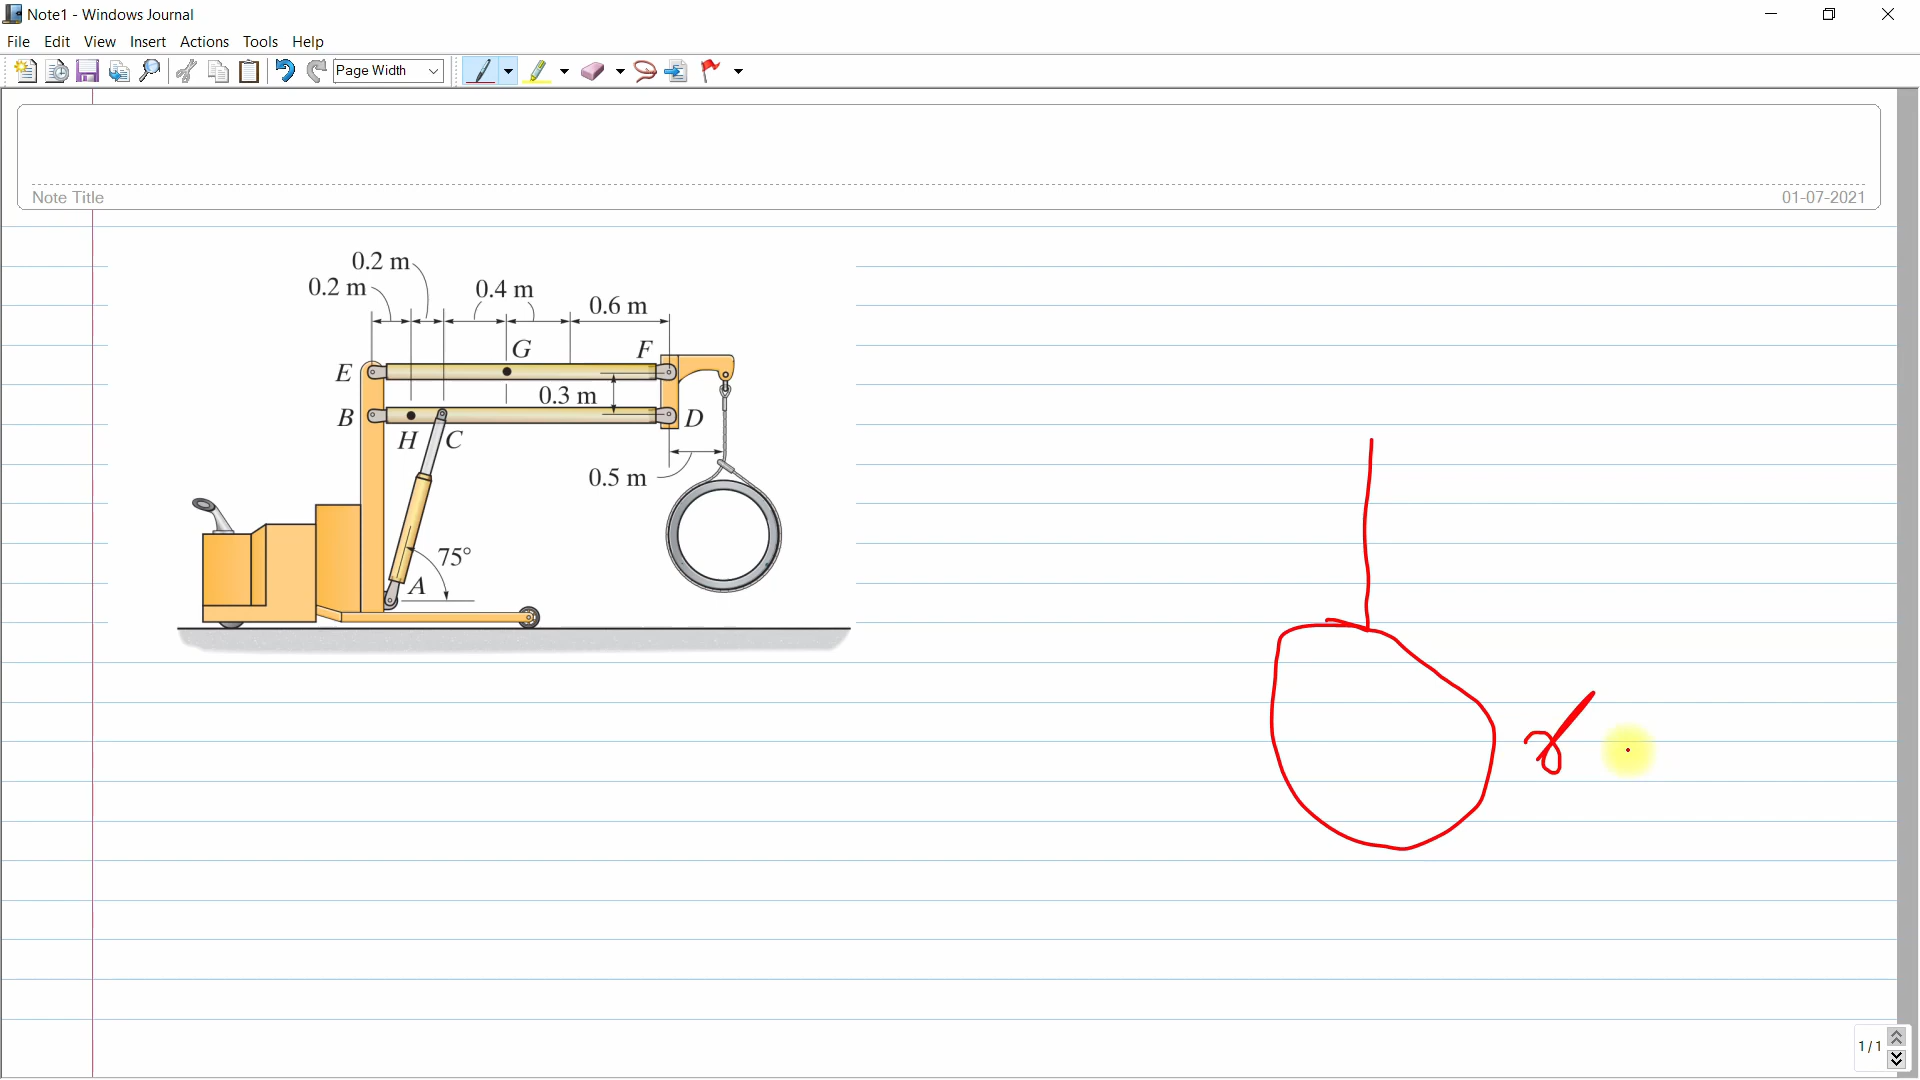 Note1 - Windows Journal
File Edit View Insert Actions Tools Help
Page Width
Note Title
01-07-2021
0.2 m
0.2 m
0.4 m
0.6 m
G
F
E
0.3 m
B
D
H
C
0.5 m
75°
A
1 / 1